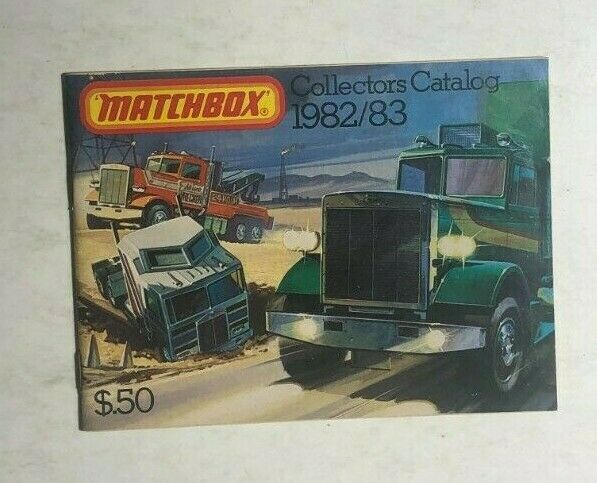 MATCHBOX®
Collectors Catalog
1982/83
$.50